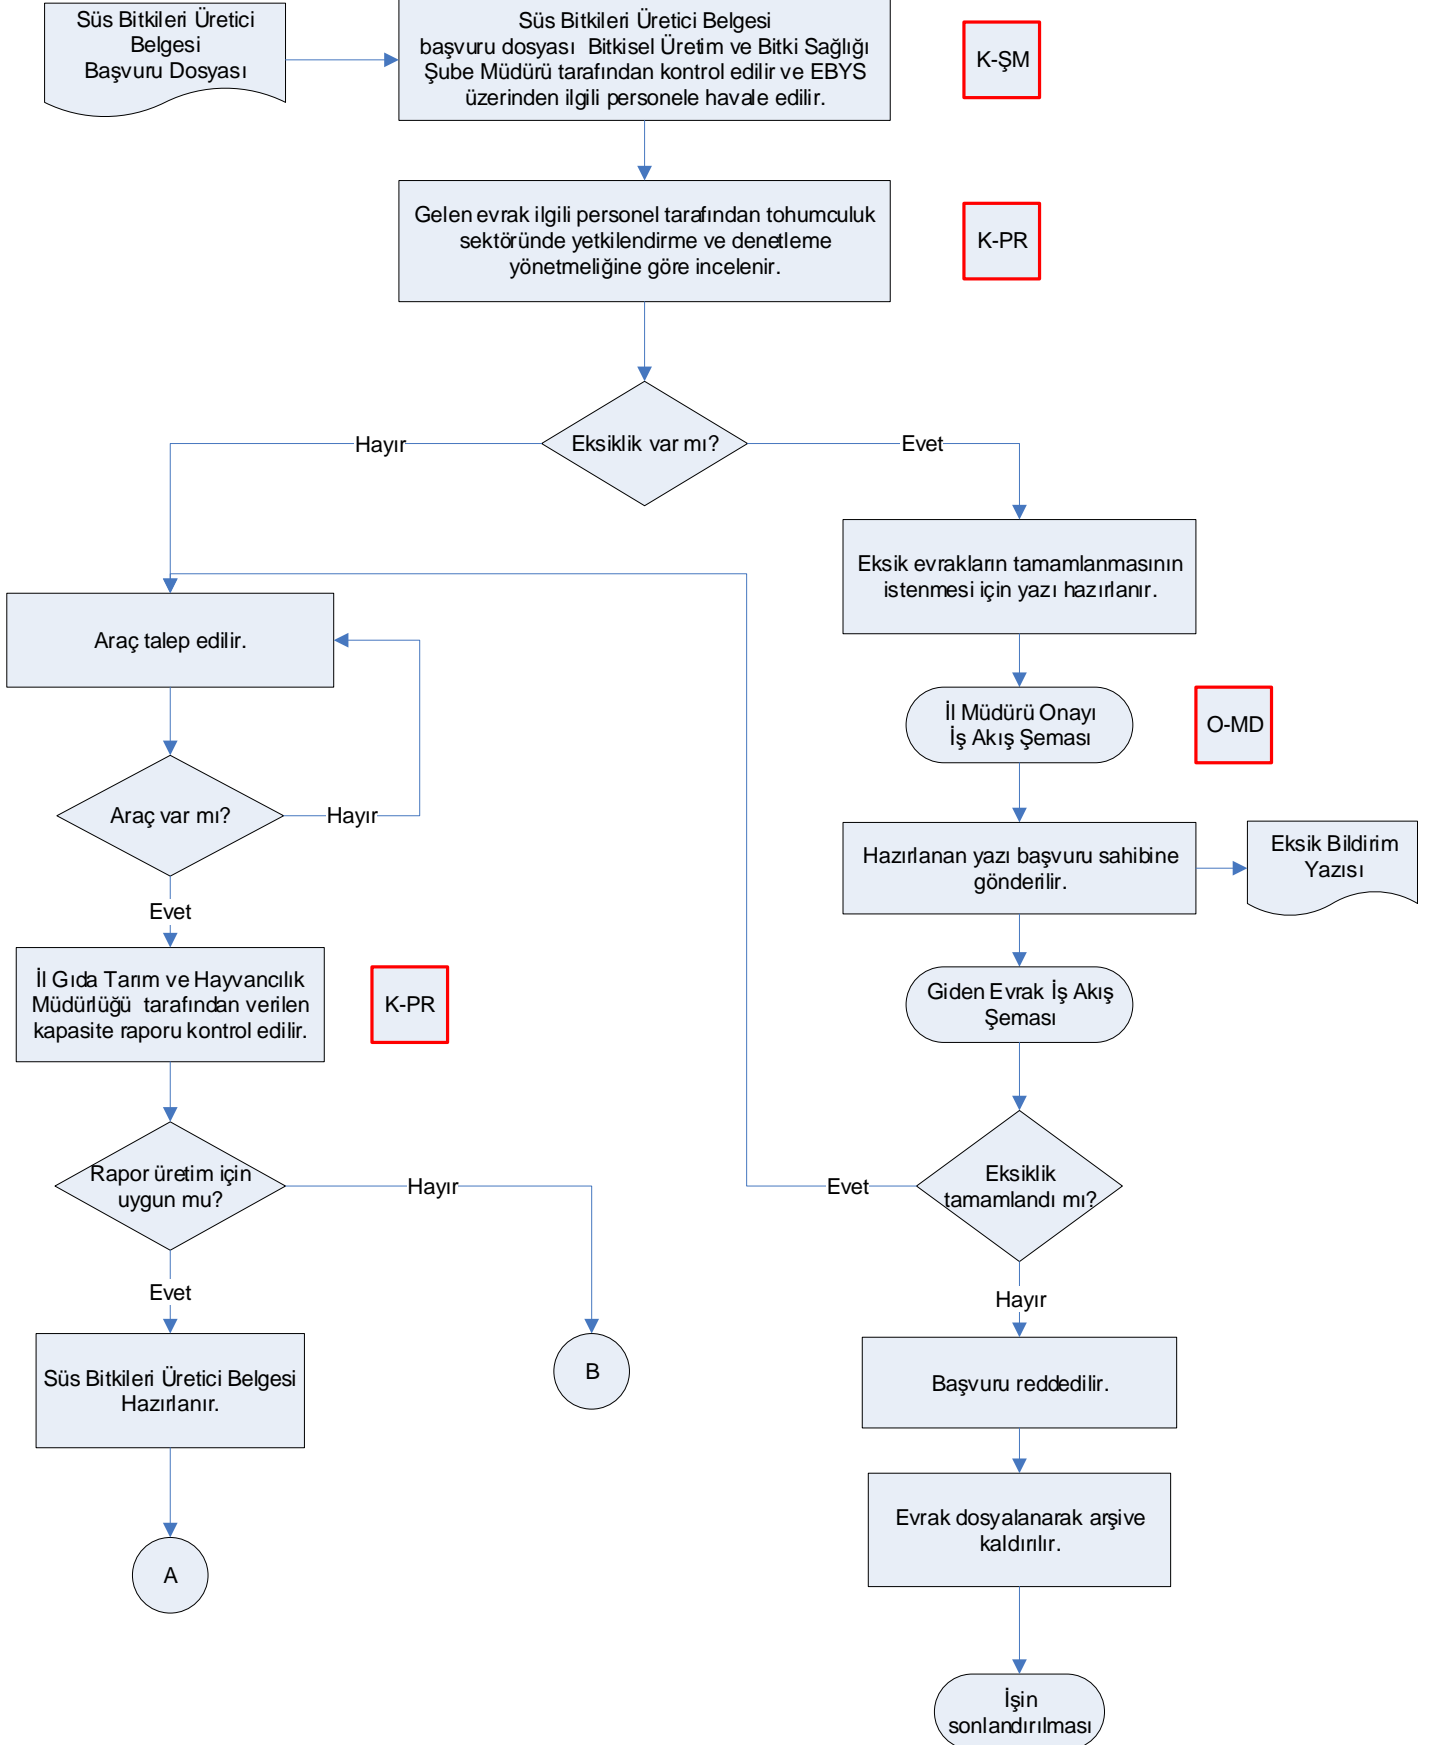 Süs Bitkileri Üretici
Belgesi
Başvuru Dosyası
Süs Bitkileri Üretici Belgesi
başvuru dosyası Bitkisel Üretim ve Bitki Sağlığı
Şube Müdürü tarafından kontrol edilir ve EBYS
üzerinden ilgili personele havale edilir.
K-ŞM
Gelen evrak ilgili personel tarafından tohumculuk
sektöründe yetkilendirme ve denetleme
yönetmeliğine göre incelenir.
K-PR
Eksiklik var mı?
Hayır
Evet
Eksik evrakların tamamlanmasının
istenmesi için yazı hazırlanır.
Araç talep edilir.
İl Müdürü Onayı
İş Akış Şeması
O-MD
Araç var mı?
Hayır
Evet
Hazırlanan yazı başvuru sahibine
gönderilir.
Eksik Bildirim
Yazısı
İl Gıda Tarım ve Hayvancılık
Müdürlüğü tarafından verilen
kapasite raporu kontrol edilir.
K-PR
Giden Evrak İş Akış
Şeması
Rapor üretim için
uygun mu?
Hayır
Evet
Eksiklik
tamamlandı mı?
Evet
Hayır
Süs Bitkileri Üretici Belgesi
Hazırlanır.
B
Başvuru reddedilir.
Evrak dosyalanarak arşive
kaldırılır.
A
İşin
sonlandırılması